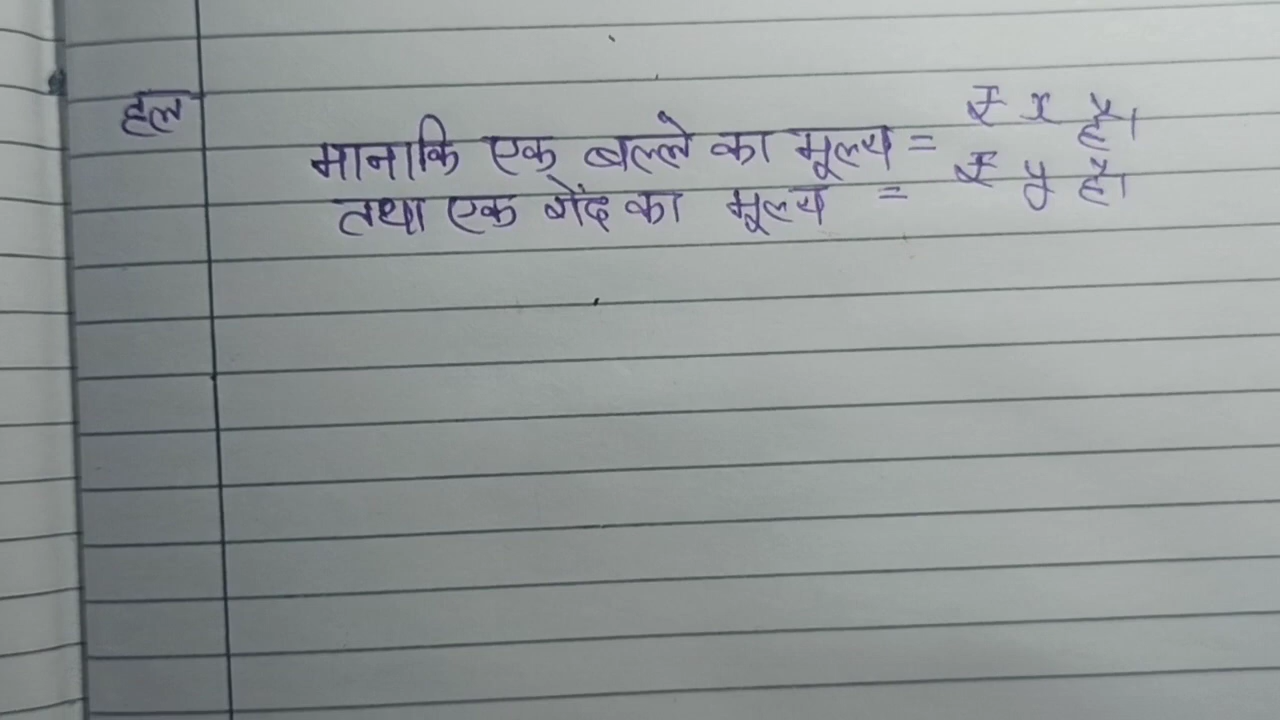 हल
मानाकि एक बल्ले का मूल्य = ₹ x है।
तथा एक गेंद का मूल्य = ₹ y है।